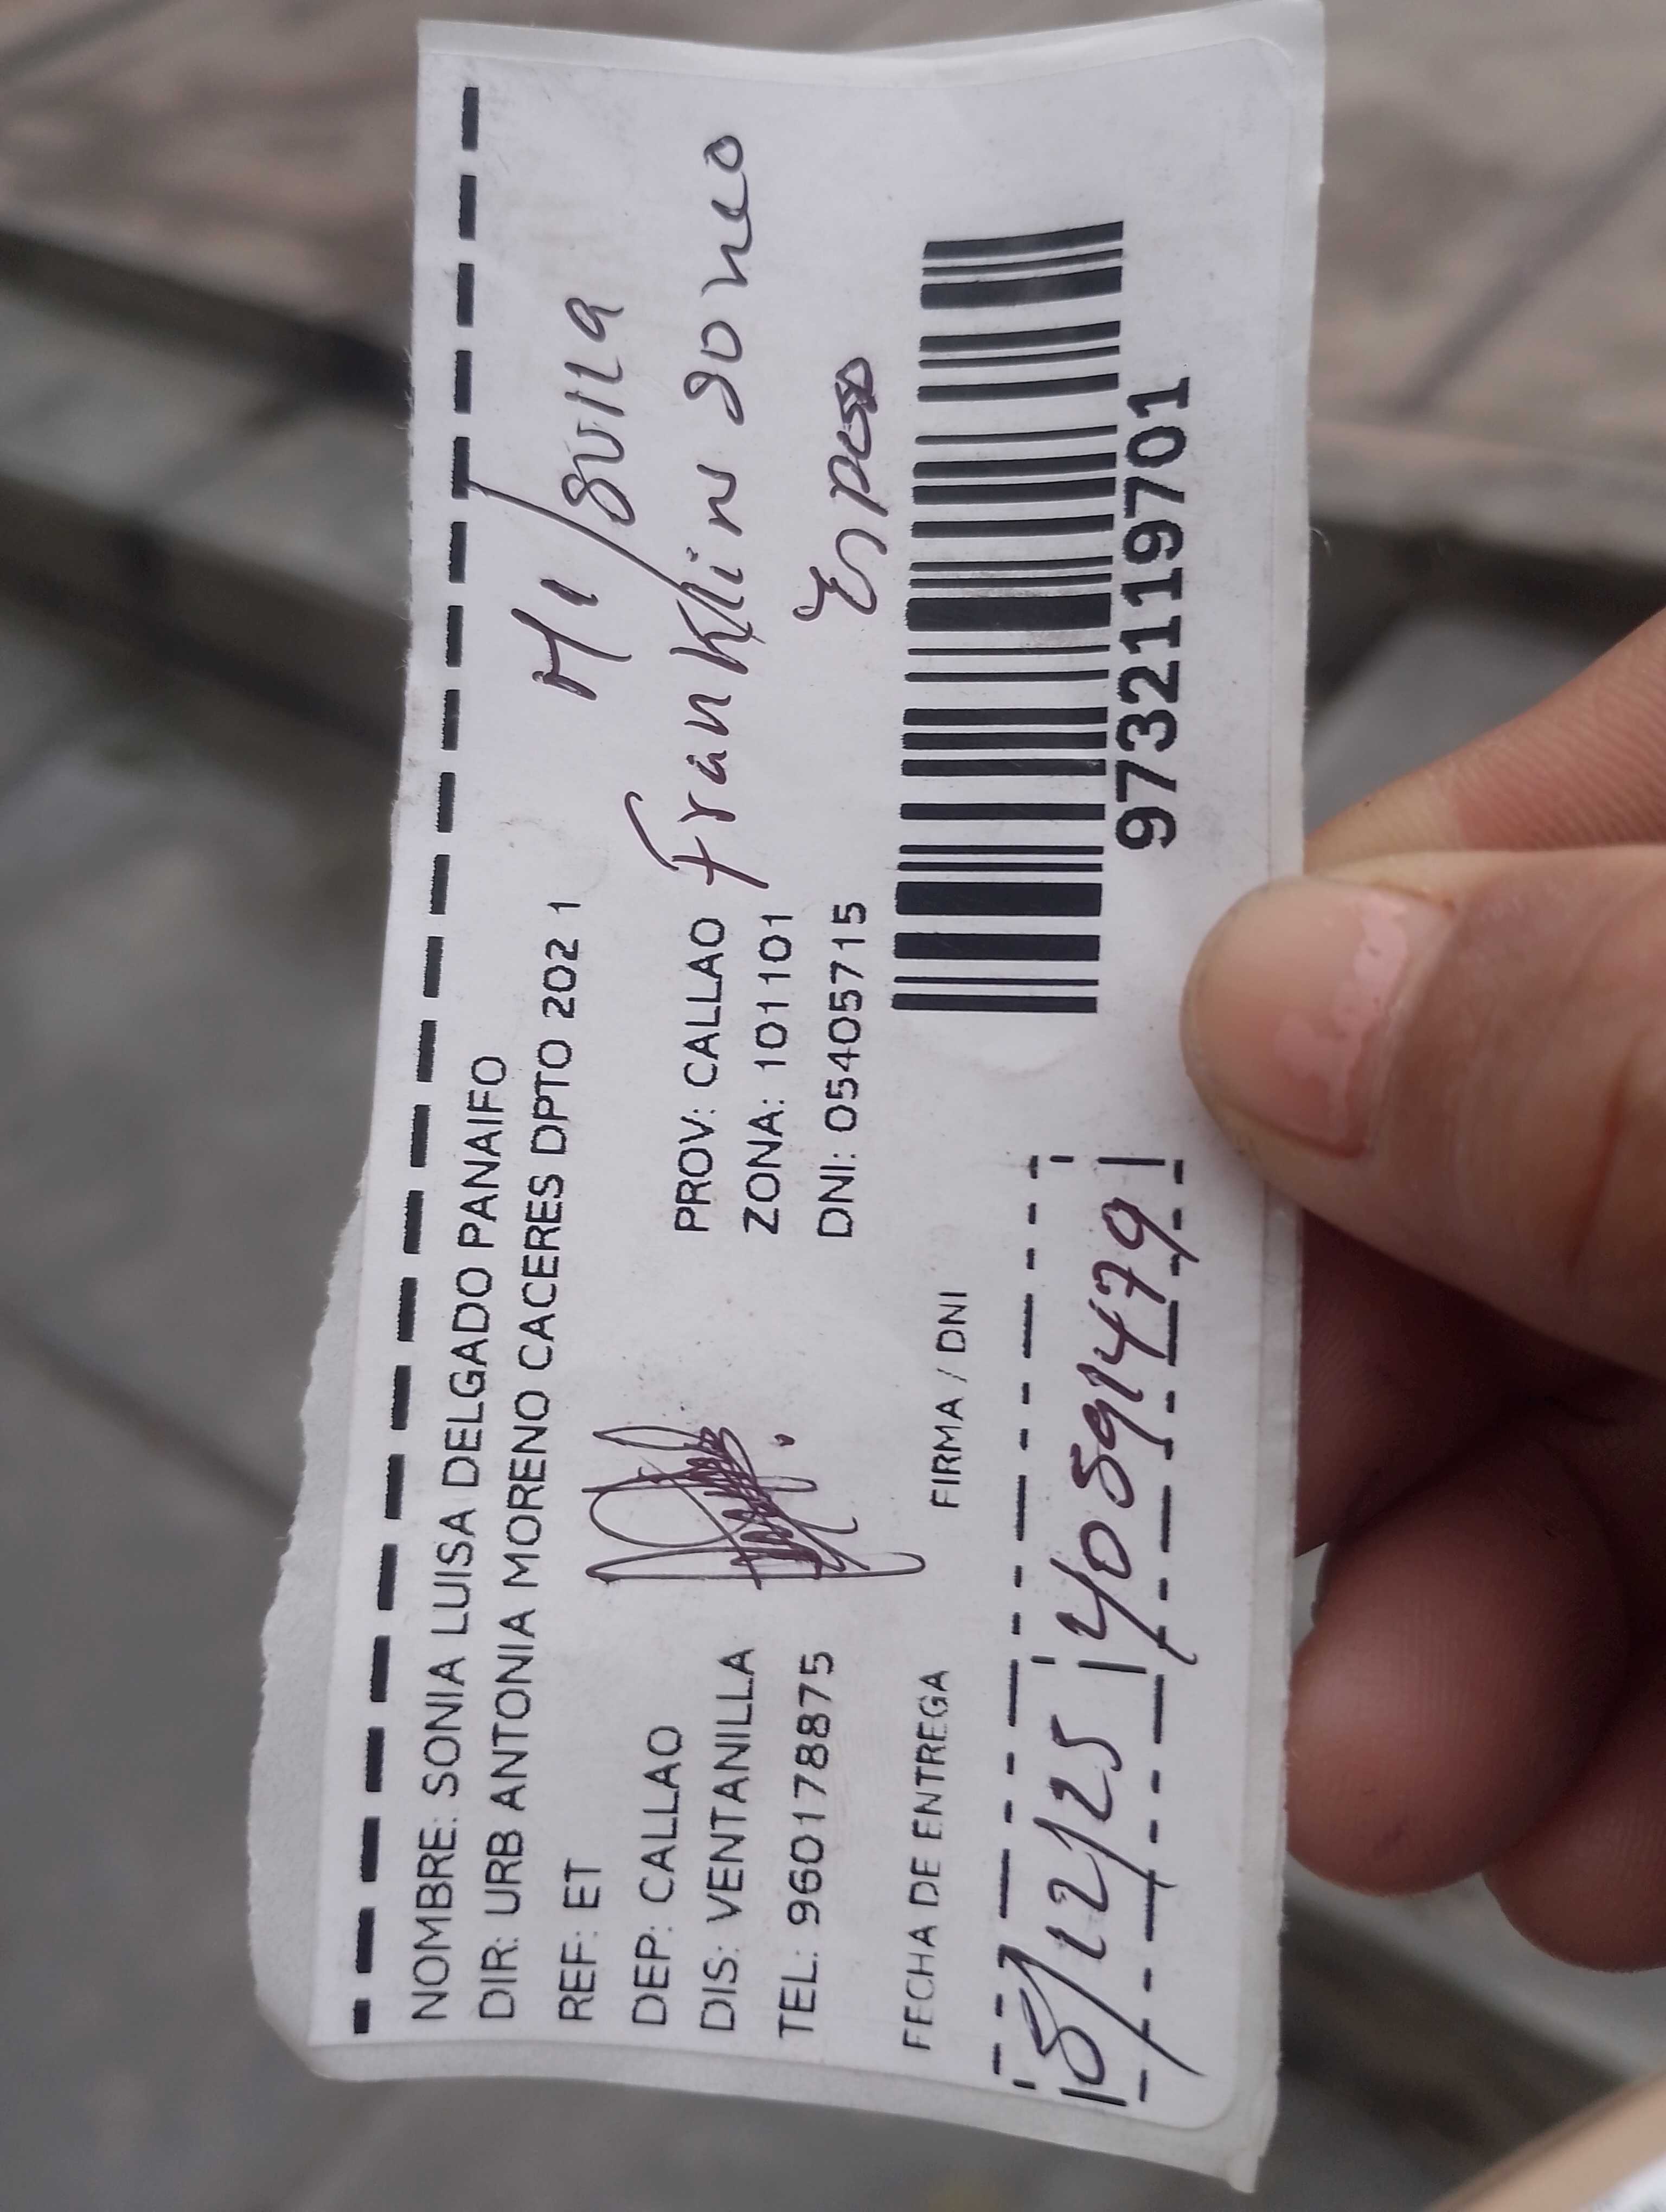 NOMBRE: SONIA LUISA DELGADO PANAIFO
DIR: URB ANTONIA MORENO CACERES DPTO 202 1
REF: ET
DEP: CALLAO PROV: CALLAO
DIS: VENTANILLA ZONA: 101101
TEL: 960178875 DNI: 05405715
Franklin
FECHA DE ENTREGA FIRMA / DNI
8/12/25 40591479
9732119701